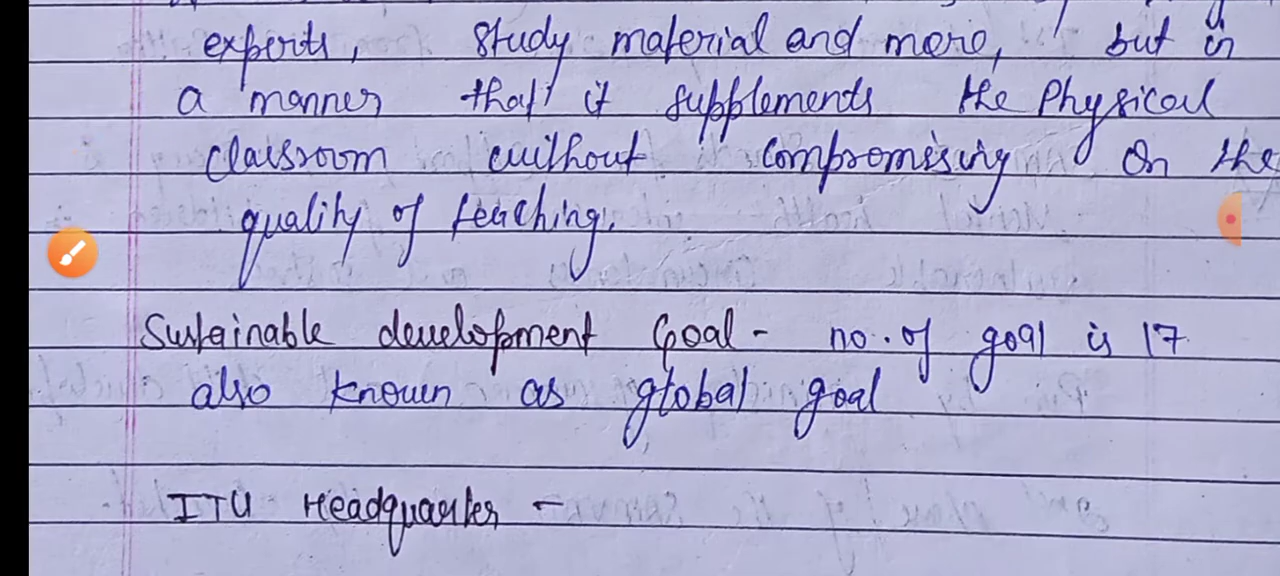 experts, study material and more, but in
a manner that it supplements the Physical
classroom without compromising on the
quality of teaching.
Sustainable development Goal - no. of goal is 17
also known as global goal
ITU Headquarter -